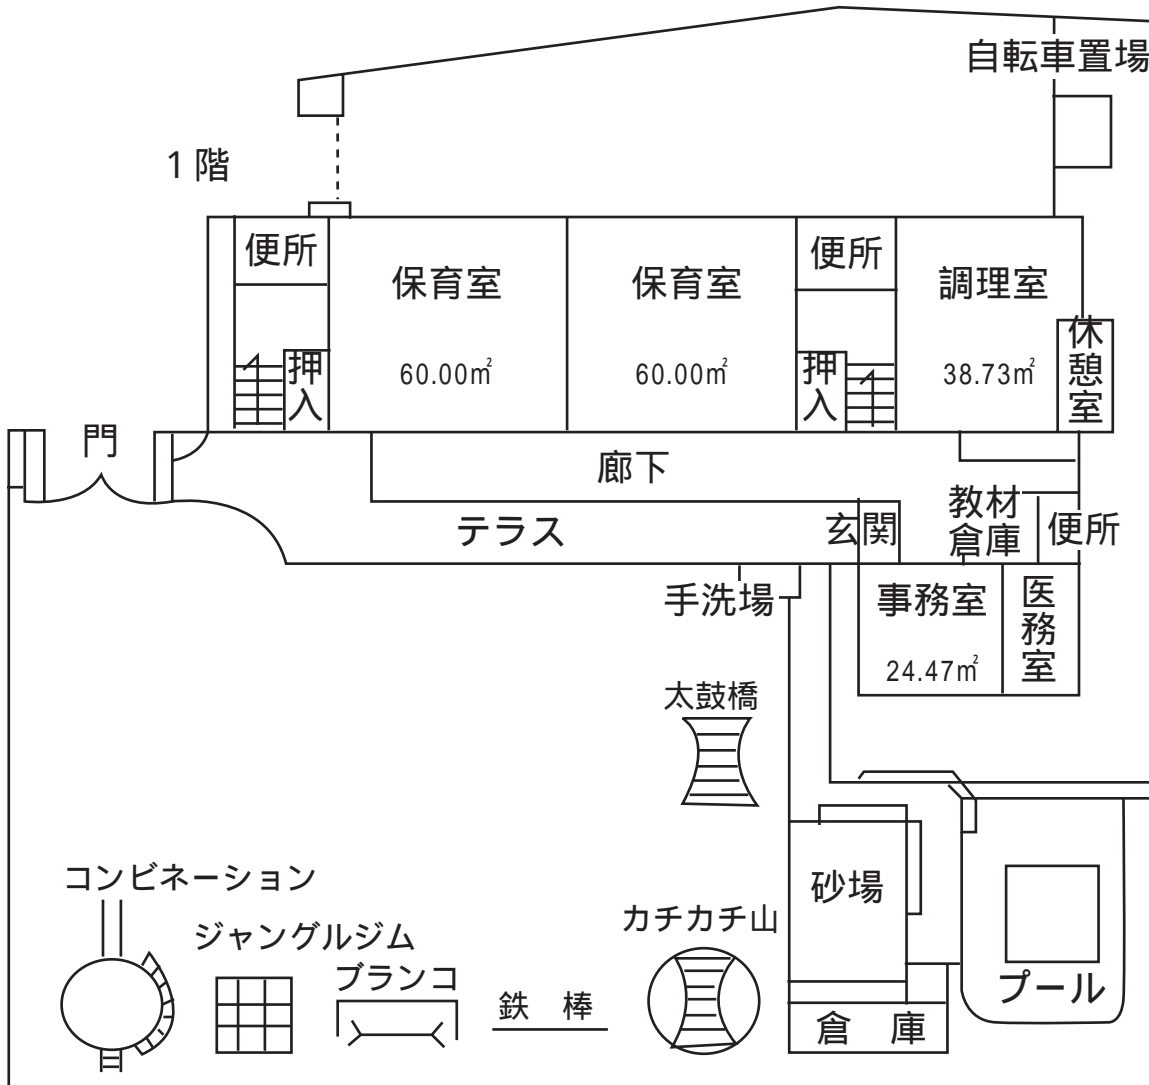 自転車置場
1階
便所
保育室
60.00㎡
保育室
60.00㎡
便所
調理室
38.73㎡
休憩室
押入
押入
門
廊下
テラス
玄関
教材
倉庫
便所
手洗場
事務室
24.47㎡
医務室
太鼓橋
コンビネーション
ジャングルジム
ブランコ
鉄 棒
カチカチ山
砂場
倉 庫
プール